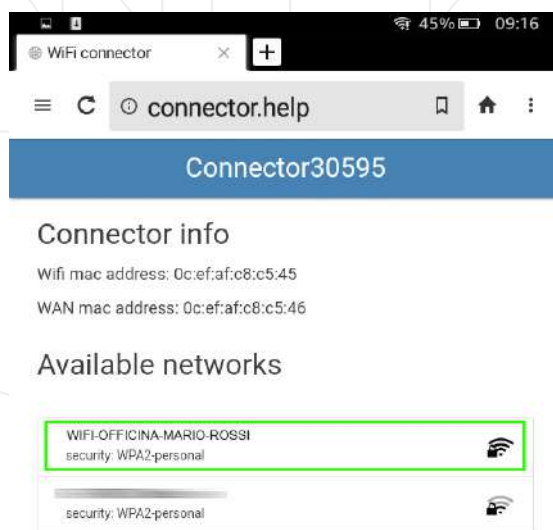 45% 09:16
WiFi connector
connector.help
Connector30595
Connector info
Wifi mac address: 0c:ef:af:c8:c5:45
WAN mac address: 0c:ef:af:c8:c5:46
Available networks
WIFI-OFFICINA-MARIO-ROSSI
security: WPA2-personal
security: WPA2-personal